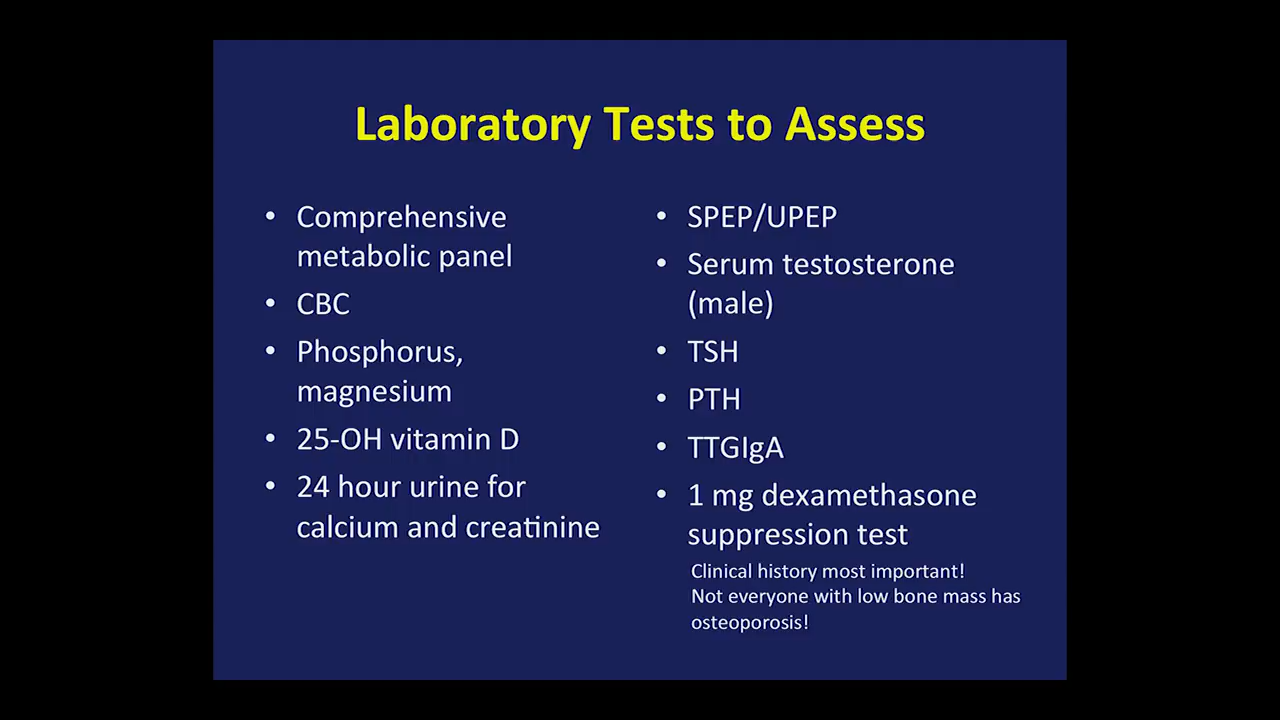 Laboratory Tests to Assess
• Comprehensive
metabolic panel
• CBC
• Phosphorus,
magnesium
• 25-OH vitamin D
• 24 hour urine for
calcium and creatinine
• SPEP/UPEP
• Serum testosterone
(male)
• TSH
• PTH
• TTGIgA
• 1 mg dexamethasone
suppression test
Clinical history most important!
Not everyone with low bone mass has
osteoporosis!